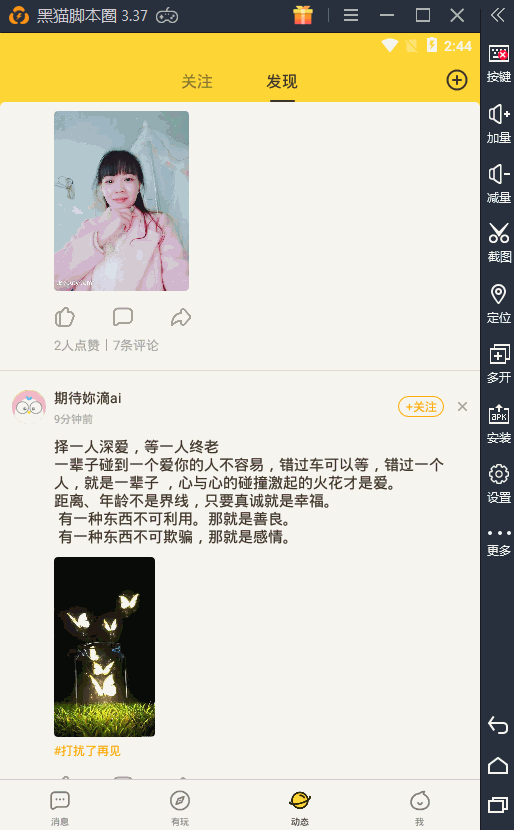 黑猫脚本圈 3.37
2:44
关注
发现
按键
加量
减量
截图
定位
多开
APK
安装
设置
更多
2人点赞 | 7条评论
期待妳滴ai
+关注
9分钟前
择一人深爱，等一人终老
一辈子碰到一个爱你的人不容易，错过车可以等，错过一个
人，就是一辈子 ，心与心的碰撞激起的火花才是爱。
距离、年龄不是界线，只要真诚就是幸福。
有一种东西不可利用。那就是善良。
有一种东西不可欺骗，那就是感情。
#打扰了再见
消息
有玩
动态
我